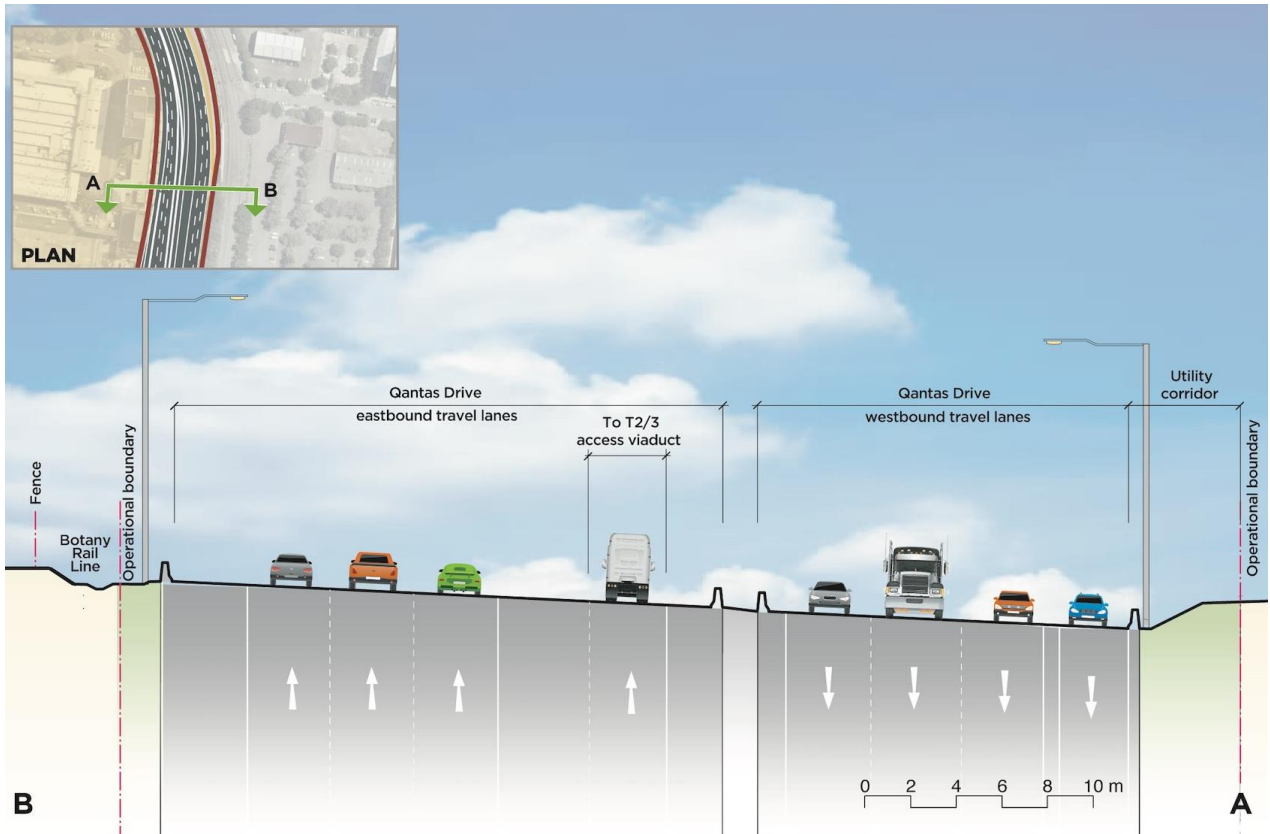 A
B
PLAN
Qantas Drive
eastbound travel lanes
To T2/3
access viaduct
Qantas Drive
westbound travel lanes
Utility
corridor
Fence
Botany
Rail
Line
Operational boundary
Operational boundary
0 2 4 6 8 10 m
B
A